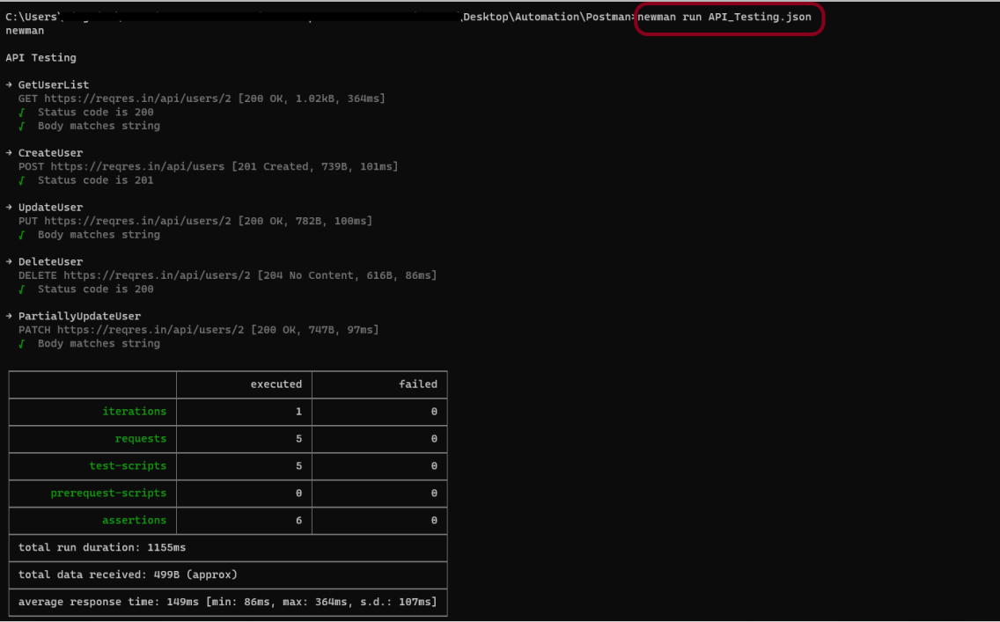 C:\Users\ \Desktop\Automation\Postman>newman run API_Testing.json
newman
API Testing
→ GetUserList
GET https://reqres.in/api/users/2 [200 OK, 1.02kB, 364ms]
√ Status code is 200
√ Body matches string
→ CreateUser
POST https://reqres.in/api/users [201 Created, 739B, 101ms]
√ Status code is 201
→ UpdateUser
PUT https://reqres.in/api/users/2 [200 OK, 782B, 100ms]
√ Body matches string
→ DeleteUser
DELETE https://reqres.in/api/users/2 [204 No Content, 616B, 86ms]
√ Status code is 200
→ PartiallyUpdateUser
PATCH https://reqres.in/api/users/2 [200 OK, 747B, 97ms]
√ Body matches string
executed failed
iterations 1 0
requests 5 0
test-scripts 5 0
prerequest-scripts 0 0
assertions 6 0
total run duration: 1155ms
total data received: 499B (approx)
average response time: 149ms [min: 86ms, max: 364ms, s.d.: 107ms]